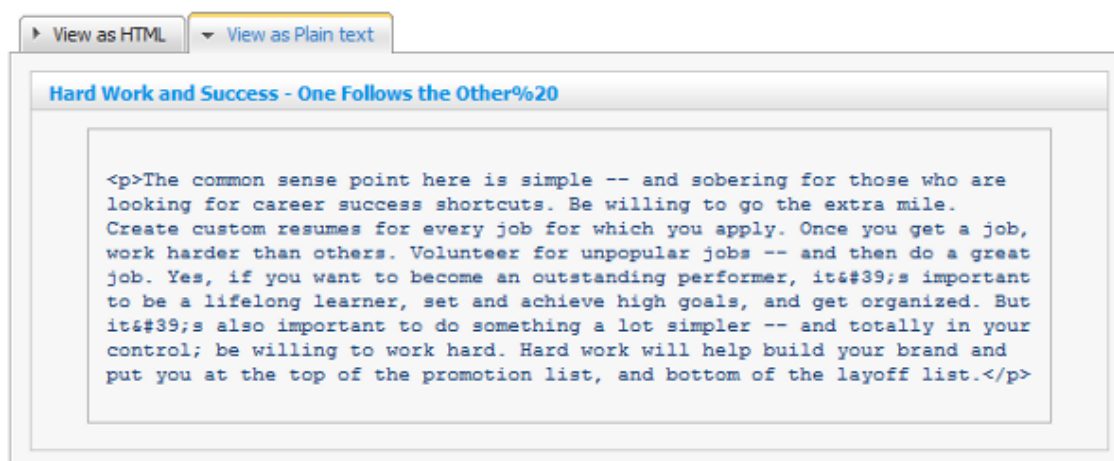 View as HTML View as Plain text
Hard Work and Success - One Follows the Other%20
<p>The common sense point here is simple -- and sobering for those who are
looking for career success shortcuts. Be willing to go the extra mile.
Create custom resumes for every job for which you apply. Once you get a job,
work harder than others. Volunteer for unpopular jobs -- and then do a great
job. Yes, if you want to become an outstanding performer, it&#39;s important
to be a lifelong learner, set and achieve high goals, and get organized. But
it&#39;s also important to do something a lot simpler -- and totally in your
control; be willing to work hard. Hard work will help build your brand and
put you at the top of the promotion list, and bottom of the layoff list.</p>